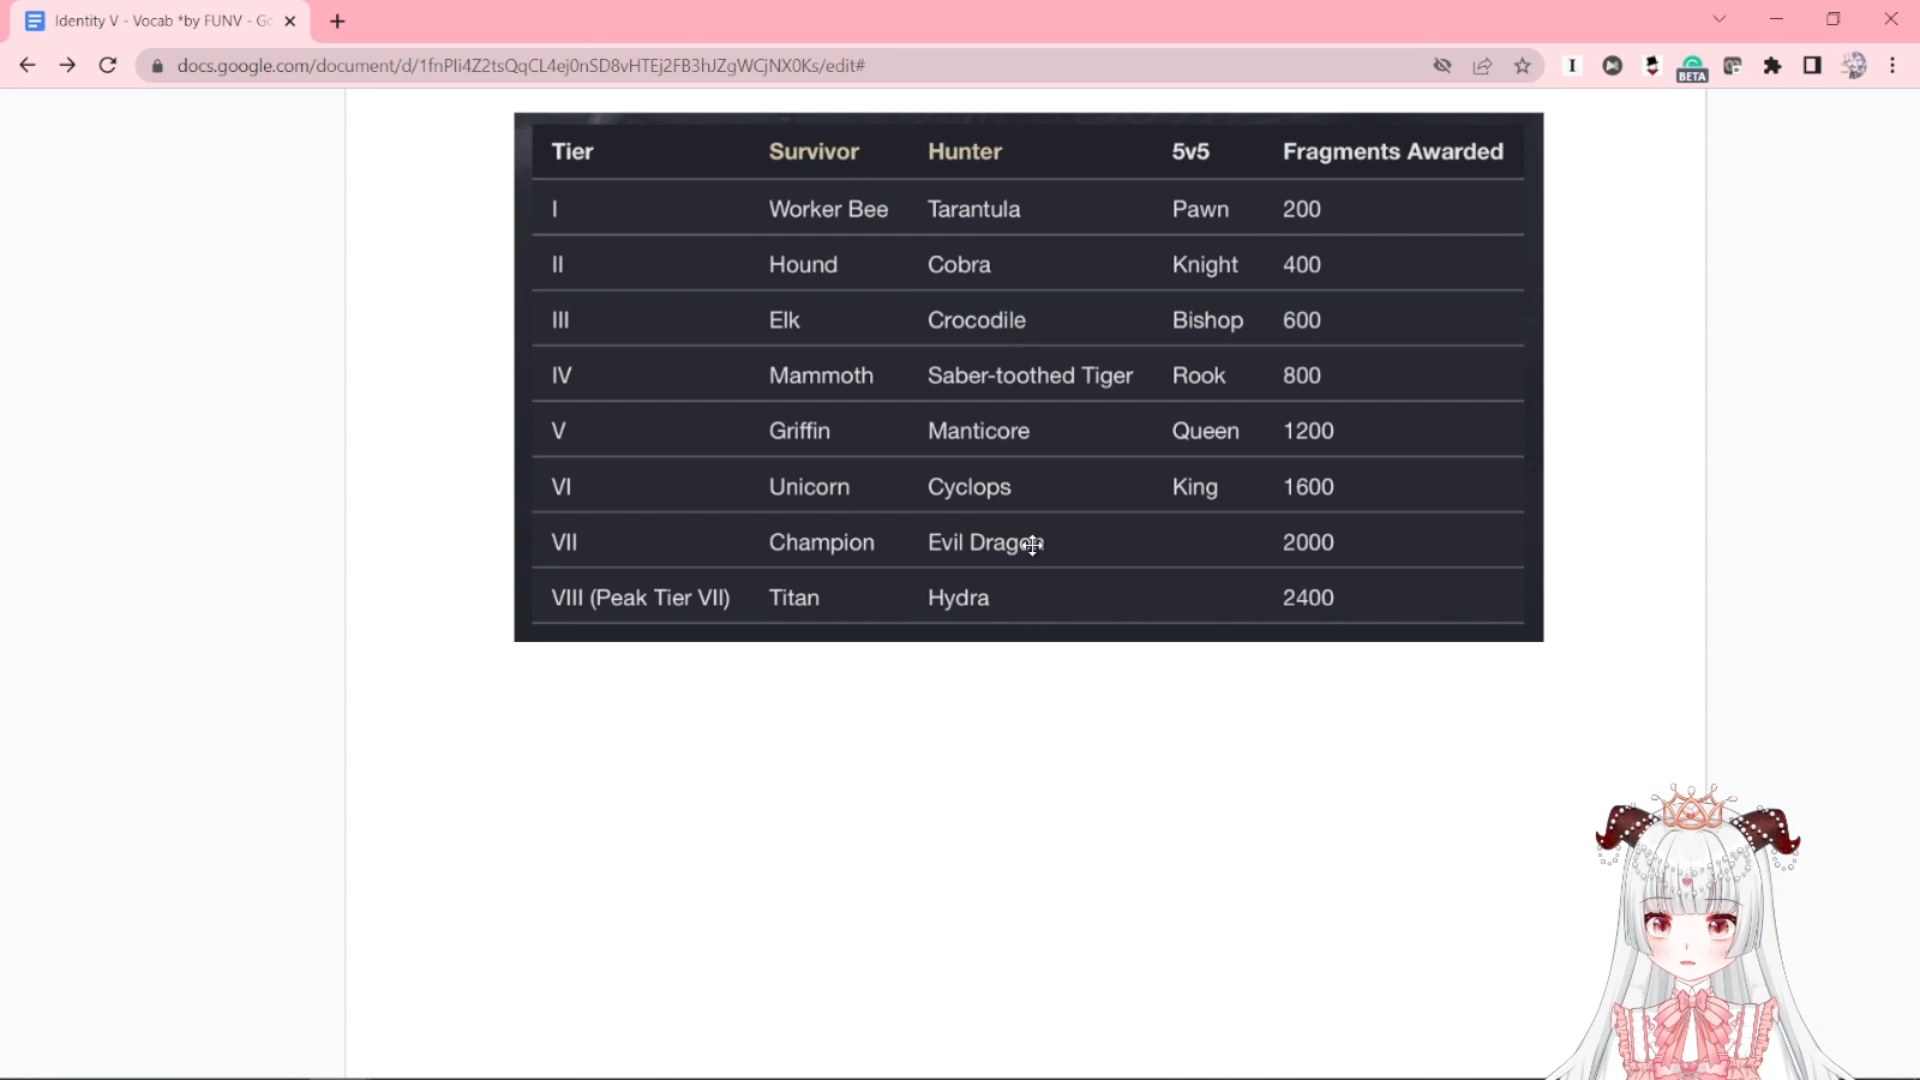 Identity V - Vocab *by FUNV - Go
docs.google.com/document/d/1fnPIi4Z2tsQqCL4ej0nSD8vHTEj2FB3hJZgWCjNX0Ks/edit#
BETA
Tier Survivor Hunter 5v5 Fragments Awarded
I Worker Bee Tarantula Pawn 200
II Hound Cobra Knight 400
III Elk Crocodile Bishop 600
IV Mammoth Saber-toothed Tiger Rook 800
V Griffin Manticore Queen 1200
VI Unicorn Cyclops King 1600
VII Champion Evil Dragon 2000
VIII (Peak Tier VII) Titan Hydra 2400